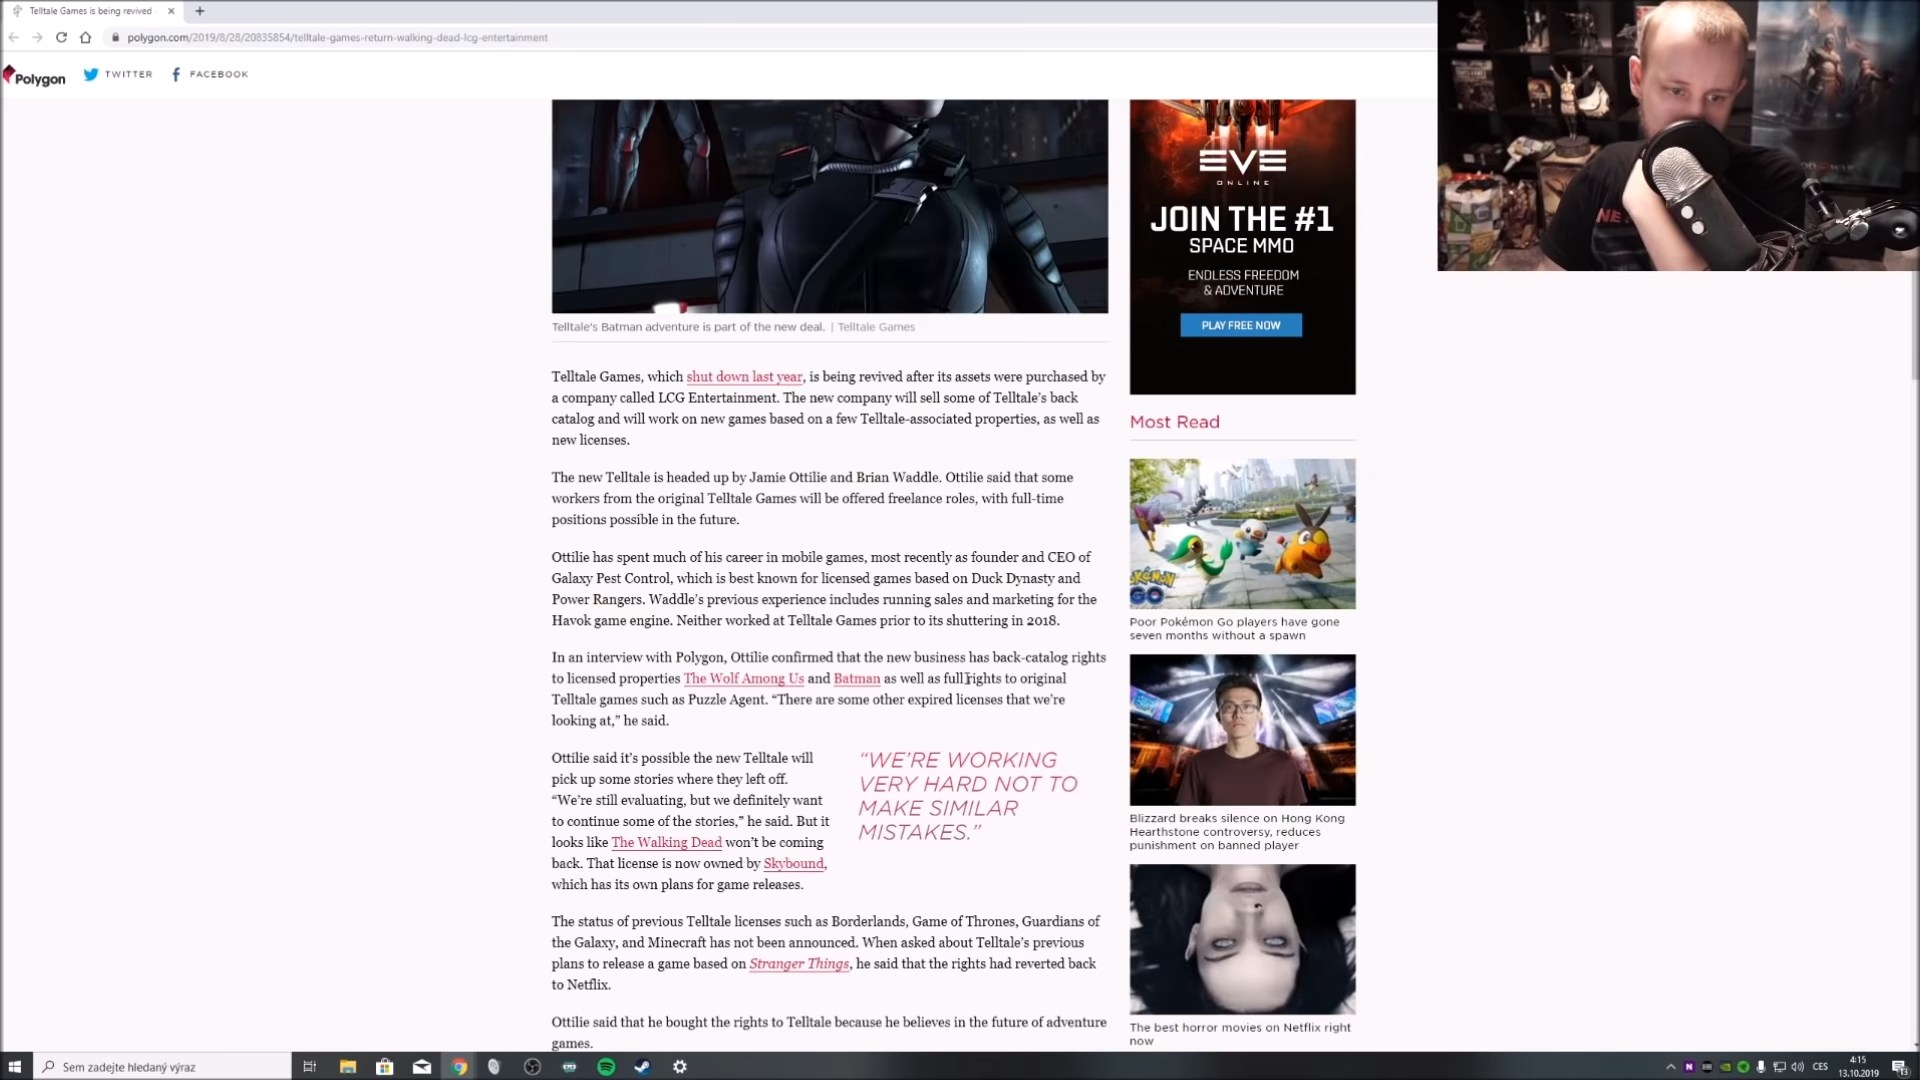 Telltale Games is being revived
polygon.com/2019/8/28/20835854/telltale-games-return-walking-dead-lcg-entertainment
Polygon
TWITTER
FACEBOOK
Telltale's Batman adventure is part of the new deal. | Telltale Games
Telltale Games, which shut down last year, is being revived after its assets were purchased by
a company called LCG Entertainment. The new company will sell some of Telltale's back
catalog and will work on new games based on a few Telltale-associated properties, as well as
new licenses.
The new Telltale is headed up by Jamie Ottilie and Brian Waddle. Ottilie said that some
workers from the original Telltale Games will be offered freelance roles, with full-time
positions possible in the future.
Ottilie has spent much of his career in mobile games, most recently as founder and CEO of
Galaxy Pest Control, which is best known for licensed games based on Duck Dynasty and
Power Rangers. Waddle's previous experience includes running sales and marketing for the
Havok game engine. Neither worked at Telltale Games prior to its shuttering in 2018.
In an interview with Polygon, Ottilie confirmed that the new business has back-catalog rights
to licensed properties The Wolf Among Us and Batman as well as full rights to original
Telltale games such as Puzzle Agent. “There are some other expired licenses that we're
looking at,” he said.
Ottilie said it's possible the new Telltale will
pick up some stories where they left off.
“We're still evaluating, but we definitely want
to continue some of the stories,” he said. But it
looks like The Walking Dead won't be coming
back. That license is now owned by Skybound,
which has its own plans for game releases.
“WE'RE WORKING
VERY HARD NOT TO
MAKE SIMILAR
MISTAKES.”
The status of previous Telltale licenses such as Borderlands, Game of Thrones, Guardians of
the Galaxy, and Minecraft has not been announced. When asked about Telltale's previous
plans to release a game based on Stranger Things, he said that the rights had reverted back
to Netflix.
Ottilie said that he bought the rights to Telltale because he believes in the future of adventure
games.
EVE
ONLINE
JOIN THE #1
SPACE MMO
ENDLESS FREEDOM
& ADVENTURE
PLAY FREE NOW
Most Read
POKÉMON
GO
Poor Pokémon Go players have gone
seven months without a spawn
Blizzard breaks silence on Hong Kong
Hearthstone controversy, reduces
punishment on banned player
The best horror movies on Netflix right
now
Sem zadejte hledaný výraz
CES
4:15
13.10.2019